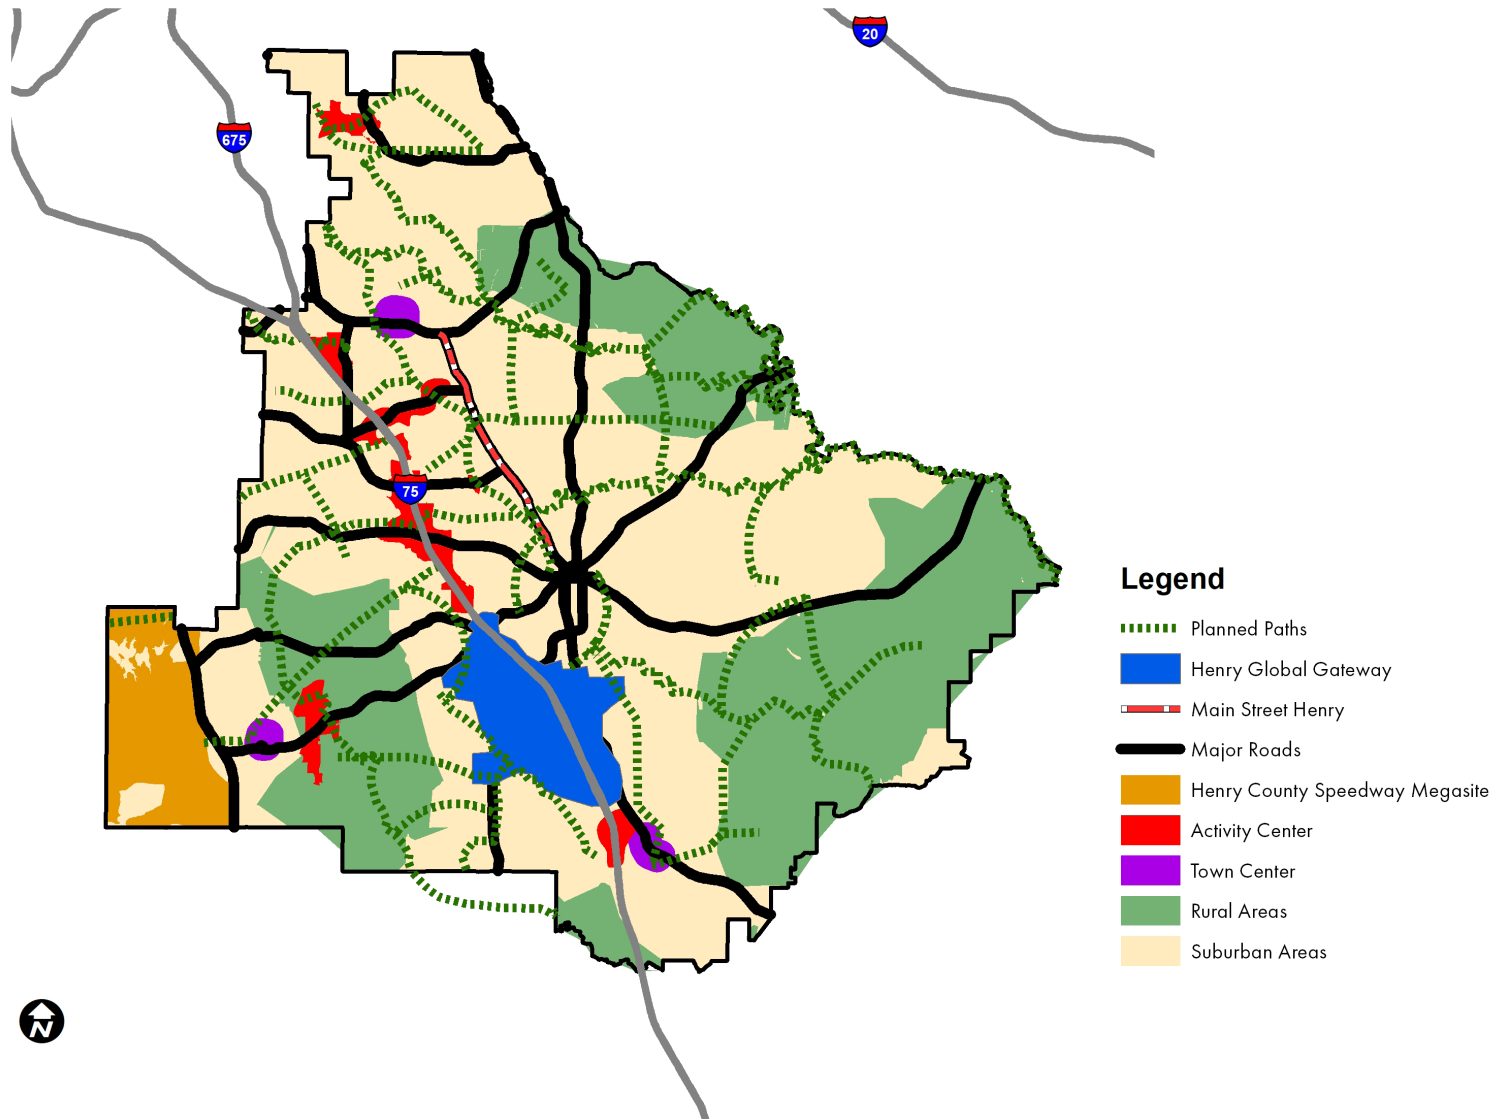 20
675
75
Legend
Planned Paths
Henry Global Gateway
Main Street Henry
Major Roads
Henry County Speedway Megasite
Activity Center
Town Center
Rural Areas
Suburban Areas
N